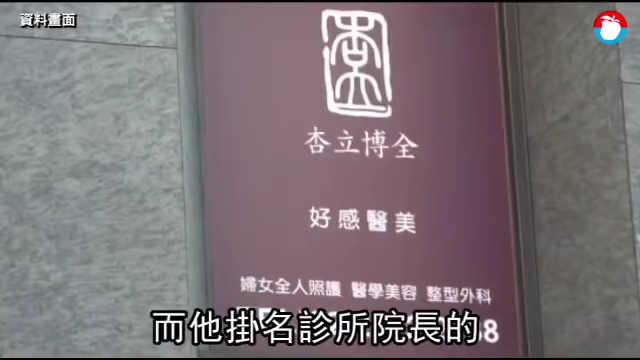 資料畫面
杏立博全
好感醫美
婦女全人照護 醫學美容 整型外科
而他掛名診所院長的